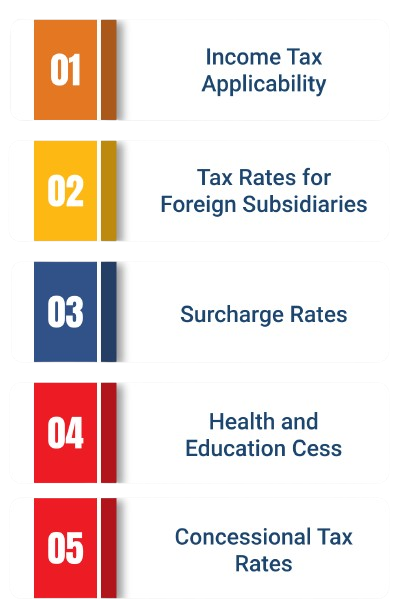 01
Income Tax
Applicability
02
Tax Rates for
Foreign Subsidiaries
03
Surcharge Rates
04
Health and
Education Cess
05
Concessional Tax
Rates